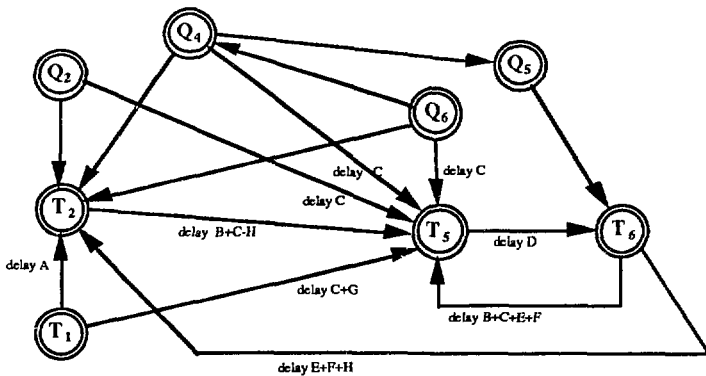 Q4
Q5
Q2
Q6
delay C
delay C
delay C
T2
T5
T6
delay B+C-H
delay D
delay A
delay C+G
T1
delay B+C+E+F
delay E+F+H